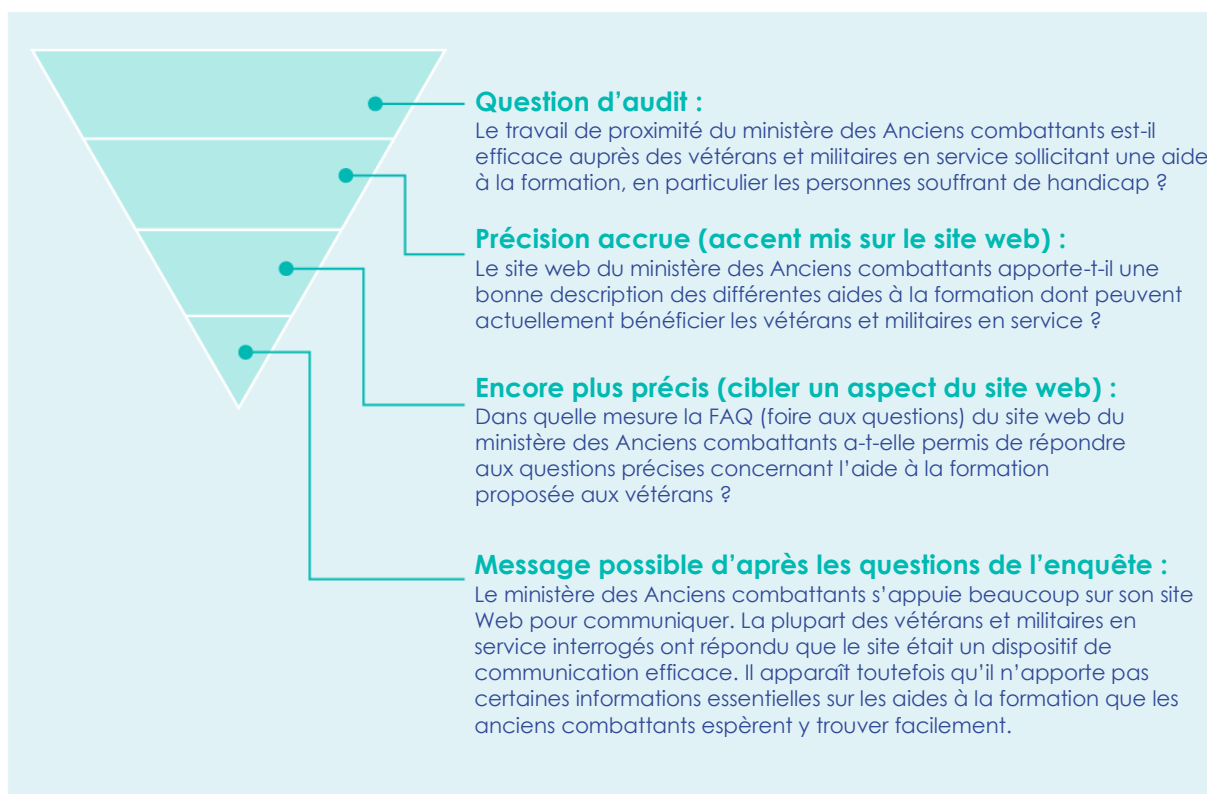 Question d’audit :
Le travail de proximité du ministère des Anciens combattants est-il
efficace auprès des vétérans et militaires en service sollicitant une aide
à la formation, en particulier les personnes souffrant de handicap ?
Précision accrue (accent mis sur le site web) :
Le site web du ministère des Anciens combattants apporte-t-il une
bonne description des différentes aides à la formation dont peuvent
actuellement bénéficier les vétérans et militaires en service ?
Encore plus précis (cibler un aspect du site web) :
Dans quelle mesure la FAQ (foire aux questions) du site web du
ministère des Anciens combattants a-t-elle permis de répondre
aux questions précises concernant l’aide à la formation
proposée aux vétérans ?
Message possible d’après les questions de l’enquête :
Le ministère des Anciens combattants s’appuie beaucoup sur son site
Web pour communiquer. La plupart des vétérans et militaires en
service interrogés ont répondu que le site était un dispositif de
communication efficace. Il apparaît toutefois qu’il n’apporte pas
certaines informations essentielles sur les aides à la formation que les
anciens combattants espèrent y trouver facilement.